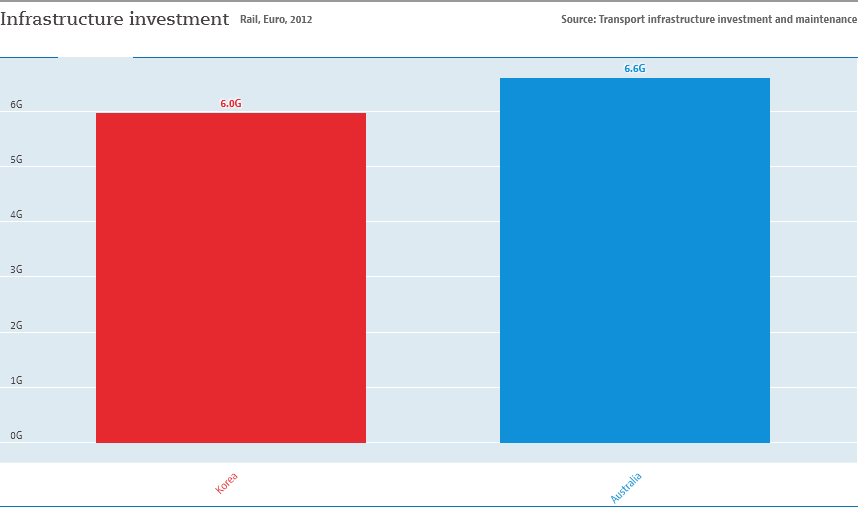 Infrastructure investment Rail, Euro, 2012
Source: Transport infrastructure investment and maintenance
6.6G
6.0G
6G
5G
4G
3G
2G
1G
0G
Korea
Australia